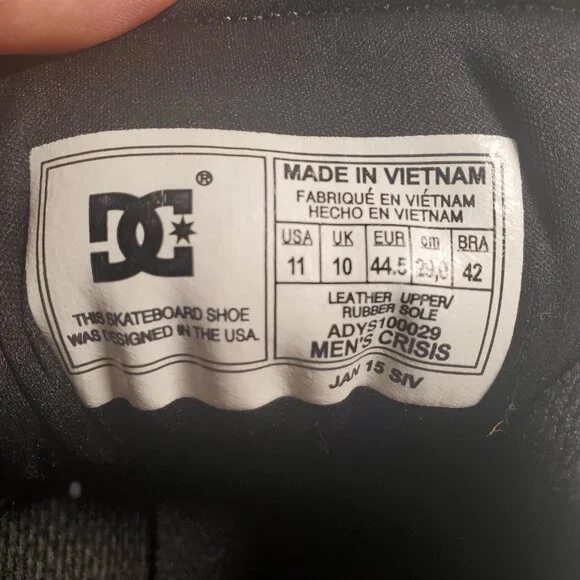 DC®
THIS SKATEBOARD SHOE
WAS DESIGNED IN THE USA.
MADE IN VIETNAM
FABRIQUÉ EN VIÉTNAM
HECHO EN VIETNAM
USA UK EUR cm BRA
11 10 44.5 29,0 42
LEATHER UPPER/
RUBBER SOLE
ADYS100029
MEN'S CRISIS
JAN 15 SIV